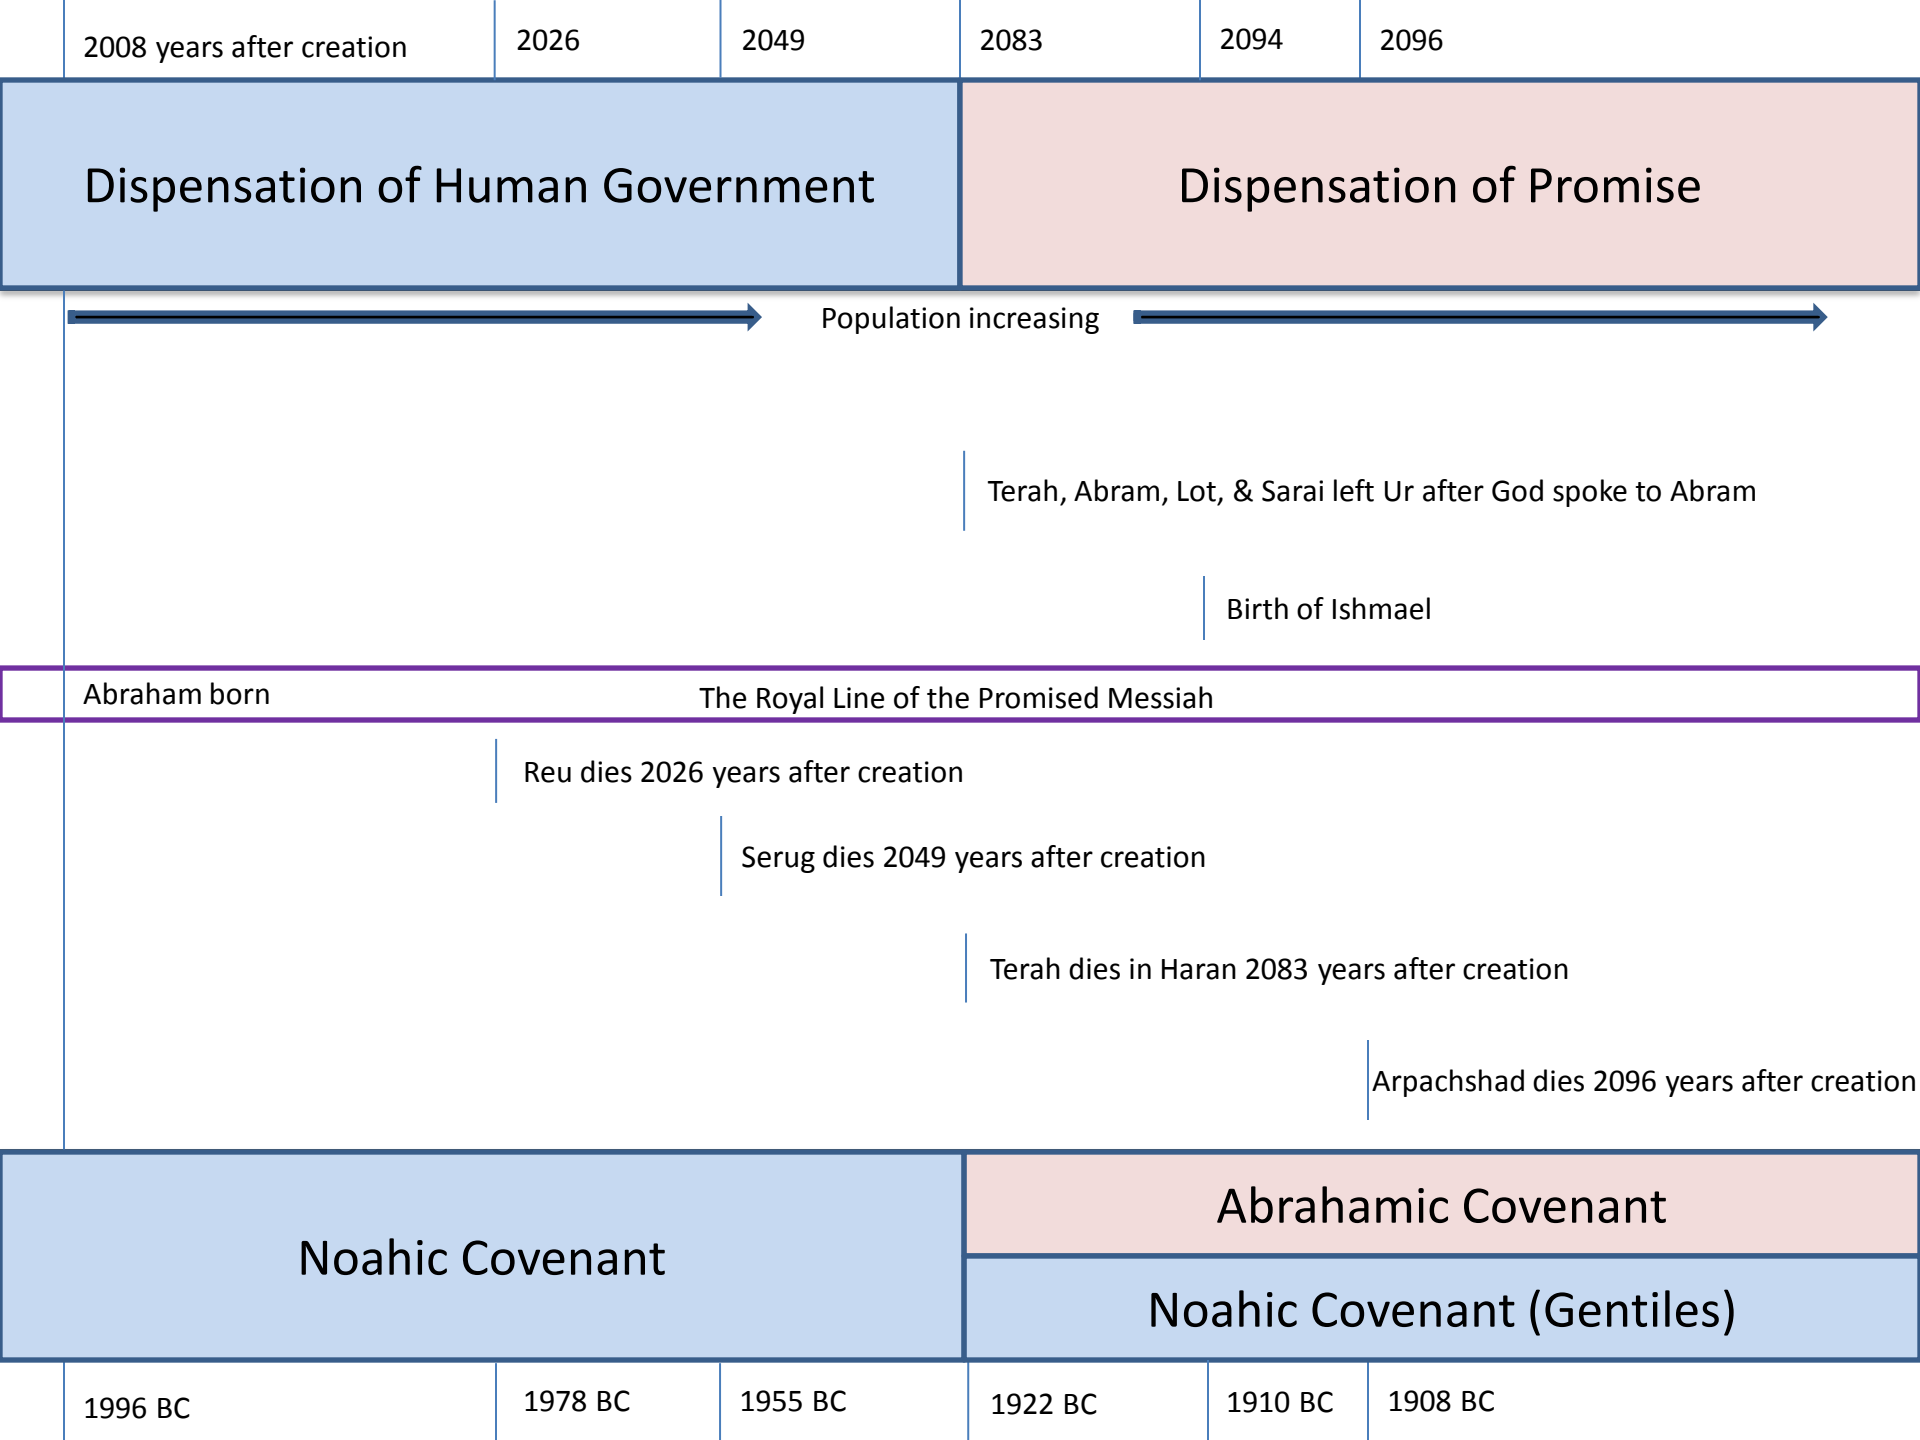 2008 years after creation
2026
2049
2083
2094
2096
Dispensation of Human Government
Dispensation of Promise
Population increasing
Terah, Abram, Lot, & Sarai left Ur after God spoke to Abram
Birth of Ishmael
Abraham born
The Royal Line of the Promised Messiah
Reu dies 2026 years after creation
Serug dies 2049 years after creation
Terah dies in Haran 2083 years after creation
Arpachshad dies 2096 years after creation
Noahic Covenant
Abrahamic Covenant
Noahic Covenant (Gentiles)
1996 BC
1978 BC
1955 BC
1922 BC
1910 BC
1908 BC